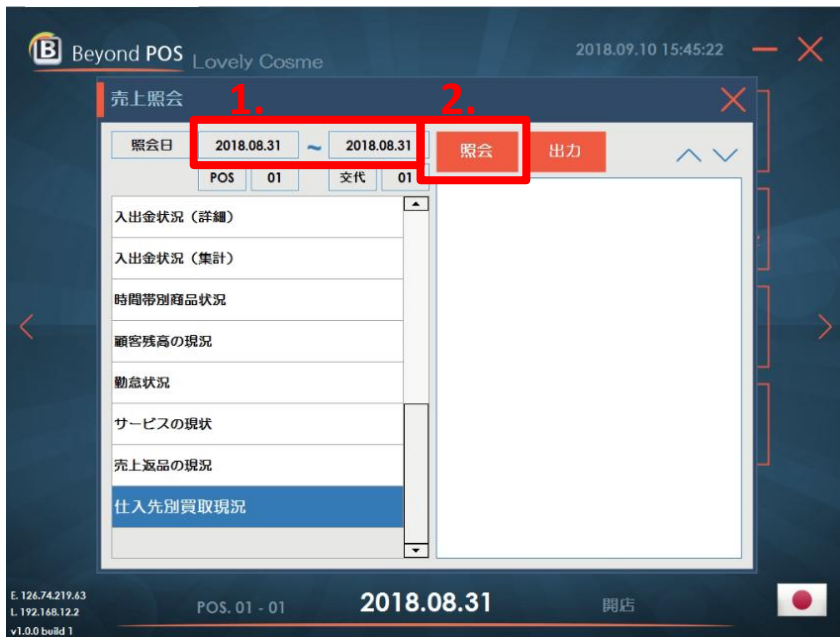 B Beyond POS Lovely Cosme 2018.09.10 15:45:22
売上照会 1. 2.
照会日 2018.08.31 ~ 2018.08.31 照会 出力
POS 01 交代 01
入出金状況（詳細）
入出金状況（集計）
時間帯別商品状況
顧客残高の現況
勤怠状況
サービスの現状
売上返品の現況
仕入先別買取現況
E. 126.74.219.63
L. 192.168.12.2
v1.0.0 build 1
POS. 01 - 01 2018.08.31 開店